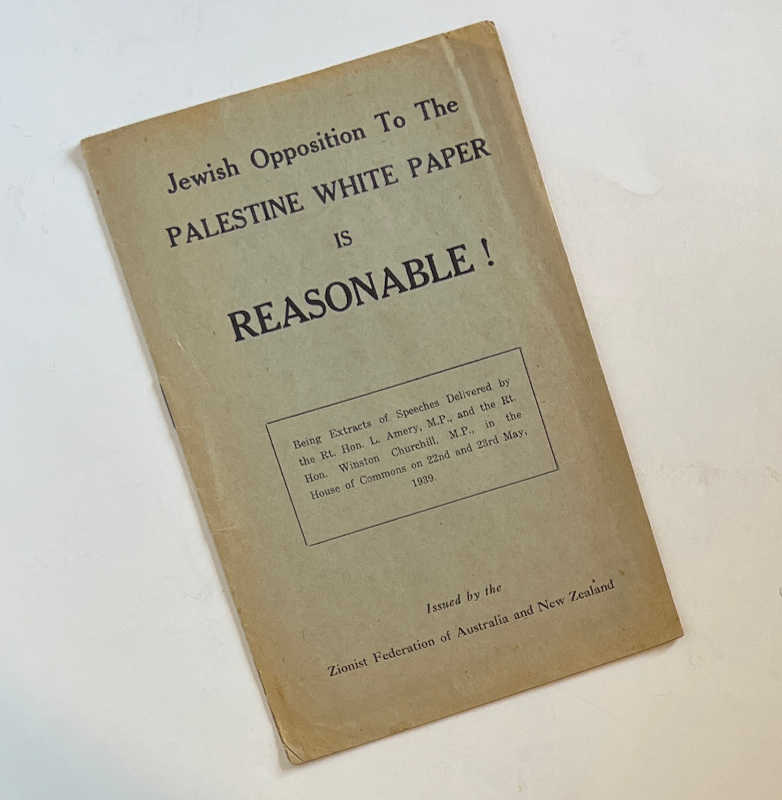 Jewish Opposition To The
PALESTINE WHITE PAPER
IS
REASONABLE !
Being Extracts of Speeches Delivered by
the Rt. Hon. L. Amery, M.P., and the Rt.
Hon. Winston Churchill, M.P., in the
House of Commons on 22nd and 23rd May,
1939.
Issued by the
Zionist Federation of Australia and New Zealand